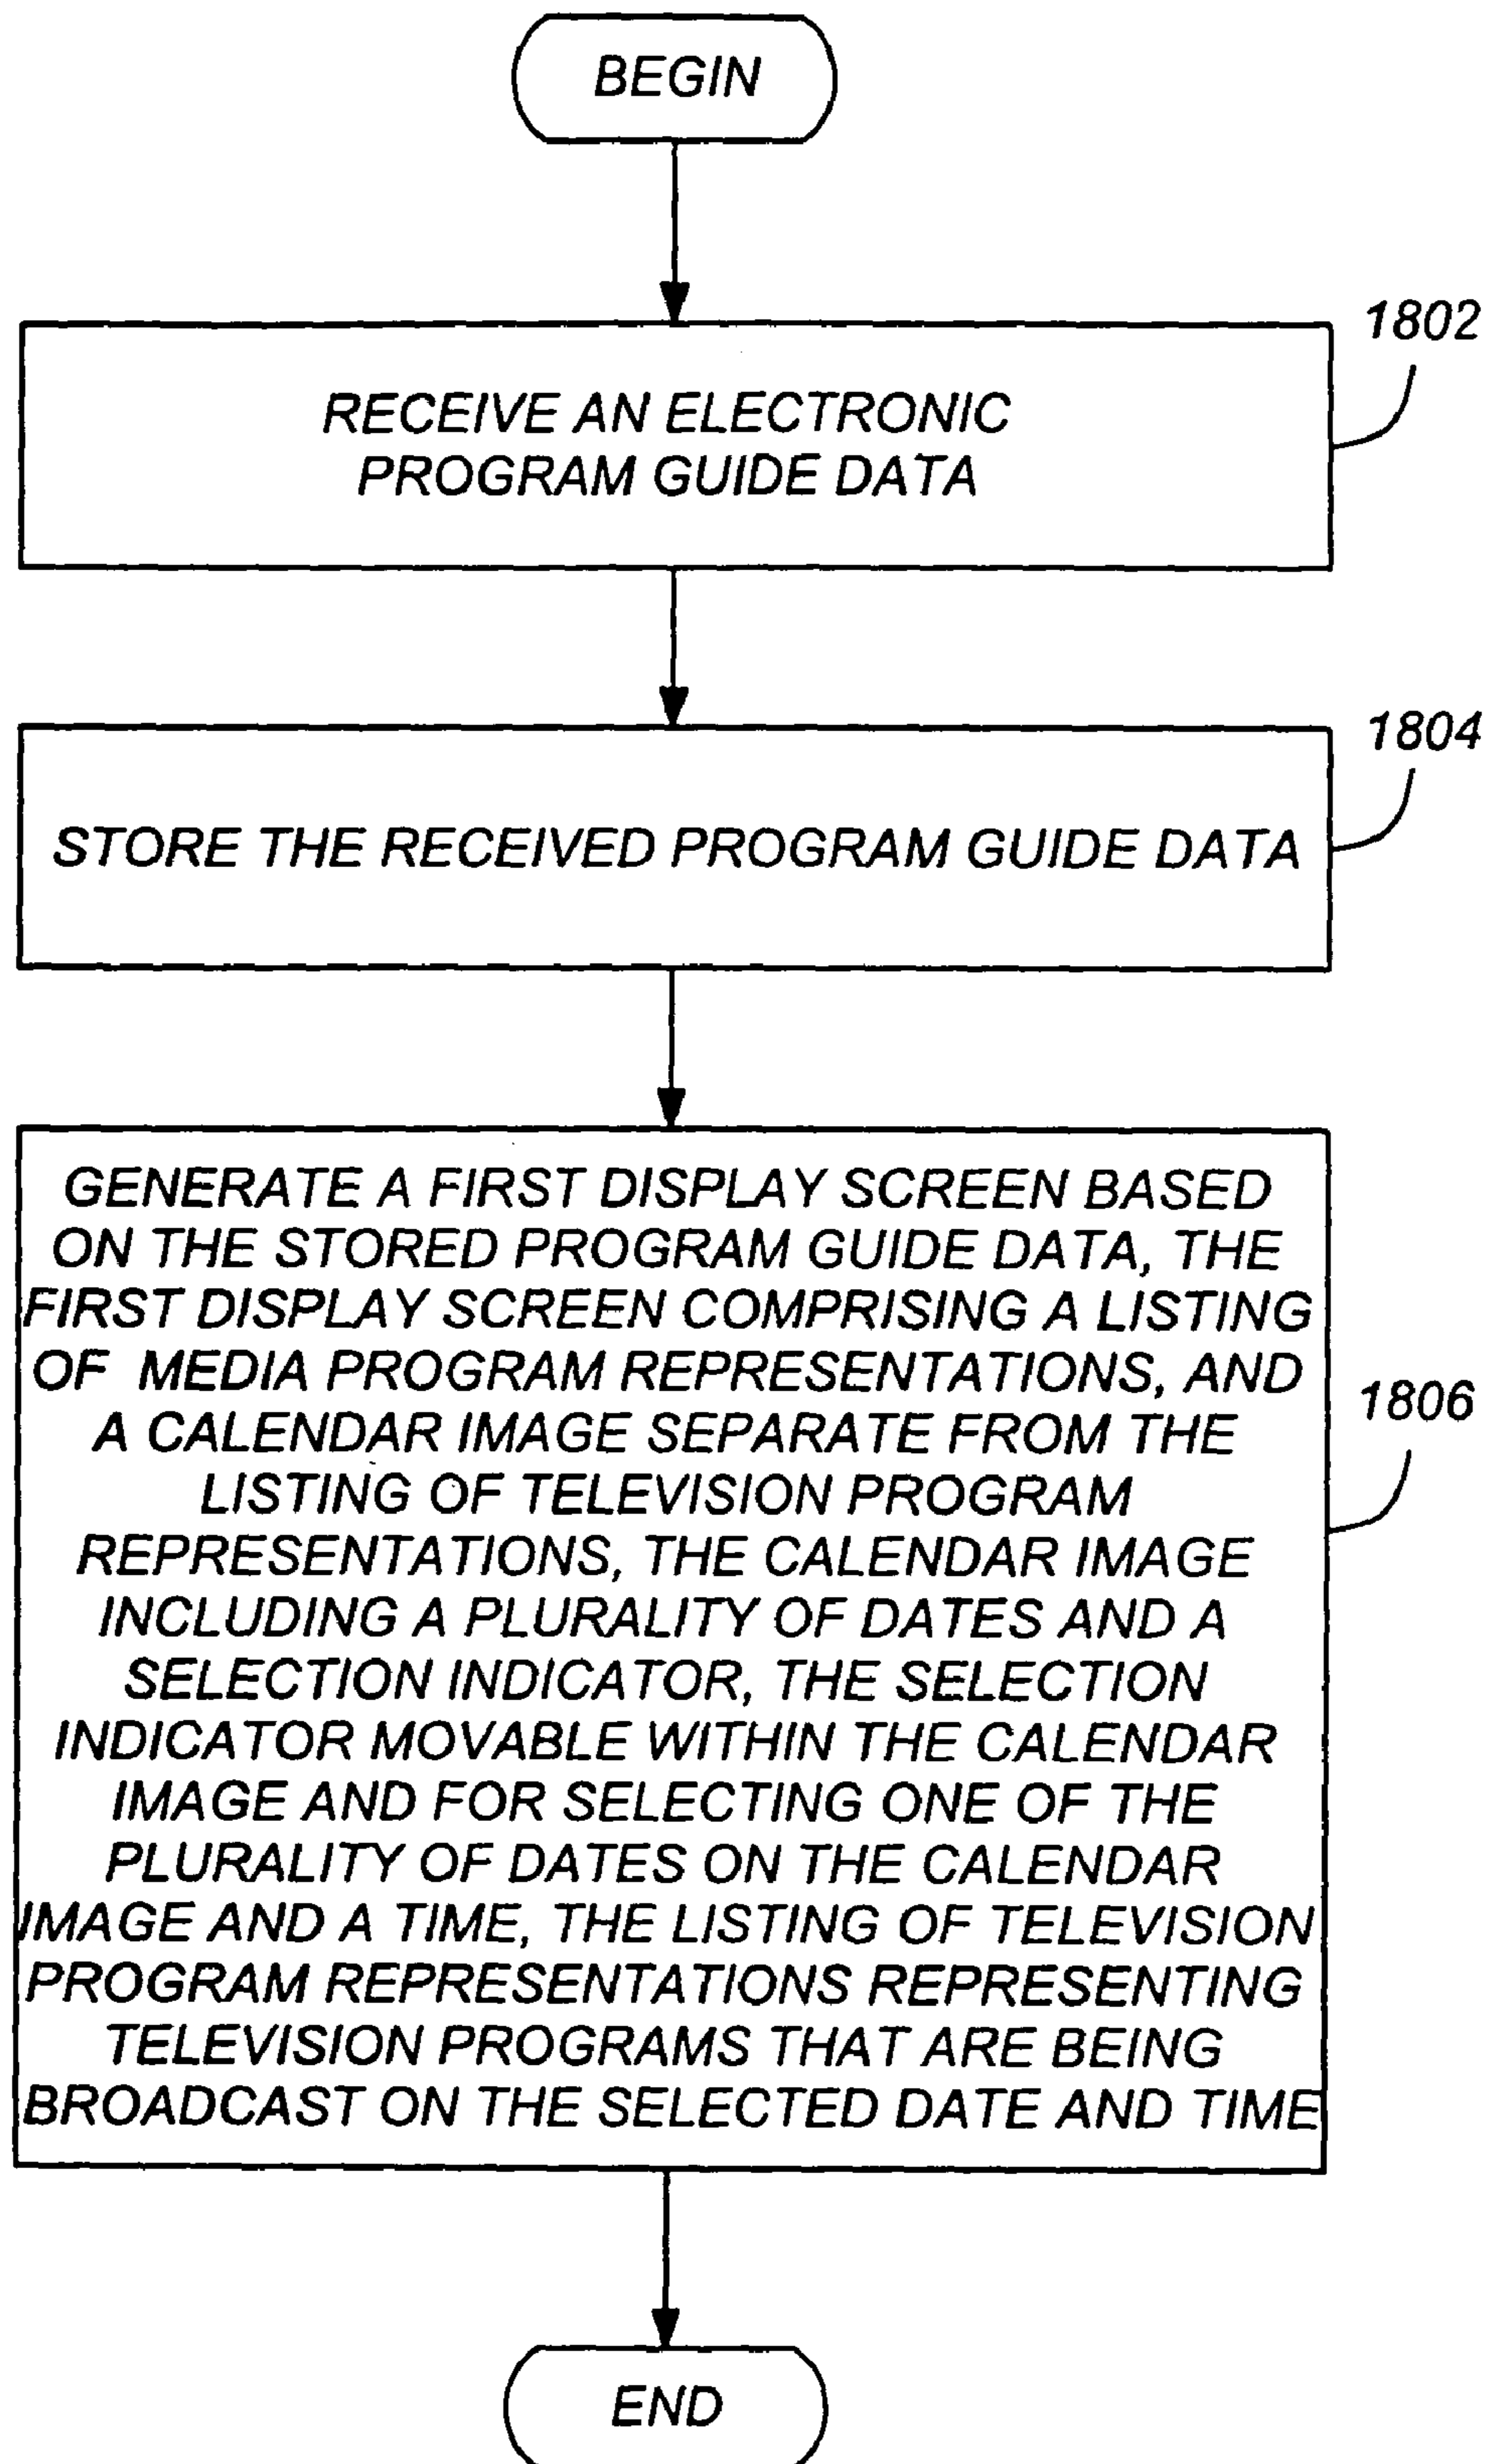 BEGIN
1802
RECEIVE AN ELECTRONIC
PROGRAM GUIDE DATA
1804
STORE THE RECEIVED PROGRAM GUIDE DATA
GENERATE A FIRST DISPLAY SCREEN BASED
ON THE STORED PROGRAM GUIDE DATA, THE
FIRST DISPLAY SCREEN COMPRISING A LISTING
OF MEDIA PROGRAM REPRESENTATIONS, AND
1806
A CALENDAR IMAGE SEPARATE FROM THE
LISTING OF TELEVISION PROGRAM
REPRESENTATIONS, THE CALENDAR IMAGE
INCLUDING A PLURALITY OF DATES AND A
SELECTION INDICATOR, THE SELECTION
INDICATOR MOVABLE WITHIN THE CALENDAR
IMAGE AND FOR SELECTING ONE OF THE
PLURALITY OF DATES ON THE CALENDAR
IMAGE AND A TIME, THE LISTING OF TELEVISION
PROGRAM REPRESENTATIONS REPRESENTING
TELEVISION PROGRAMS THAT ARE BEING
BROADCAST ON THE SELECTED DATE AND TIME
END